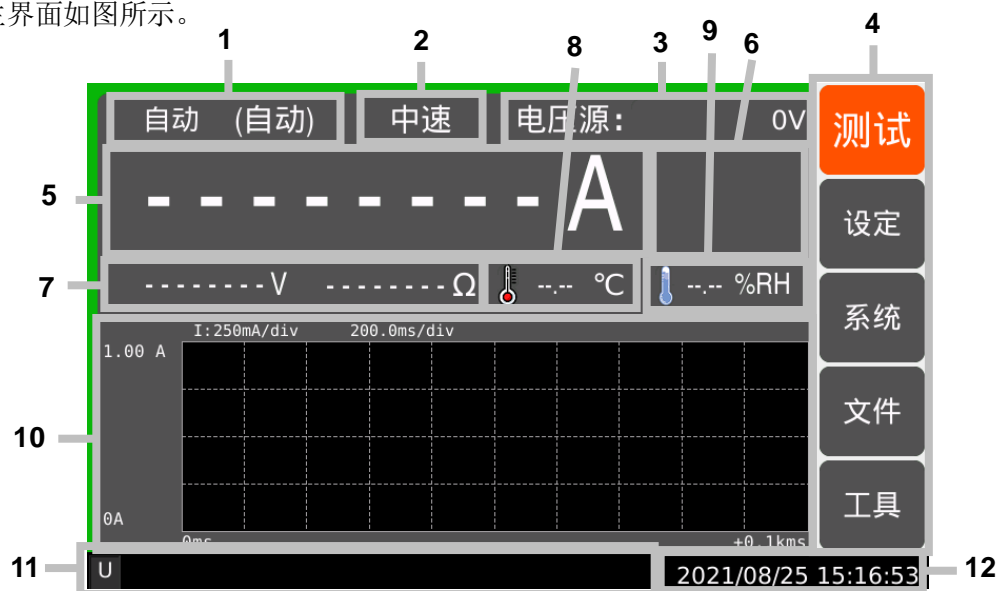 界面如图所示。
1 2 8 3 9 6 4
自动 (自动) 中速 电压源: 0V 测试
5 - - - - - - - - A
设定
7 --------V --------Ω --.-- ℃ --.-- %RH
系统
I:250mA/div 200.0ms/div
1.00 A
文件
10
工具
0A
0ms +0.1kms
11 U 2021/08/25 15:16:53 12